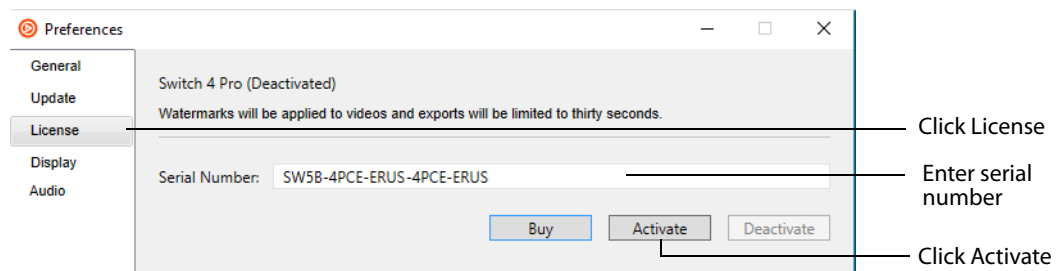 Preferences
General
Update
License
Display
Audio
Switch 4 Pro (Deactivated)
Watermarks will be applied to videos and exports will be limited to thirty seconds.
Serial Number: SW5B-4PCE-ERUS-4PCE-ERUS
Buy Activate Deactivate
Click License
Enter serial
number
Click Activate